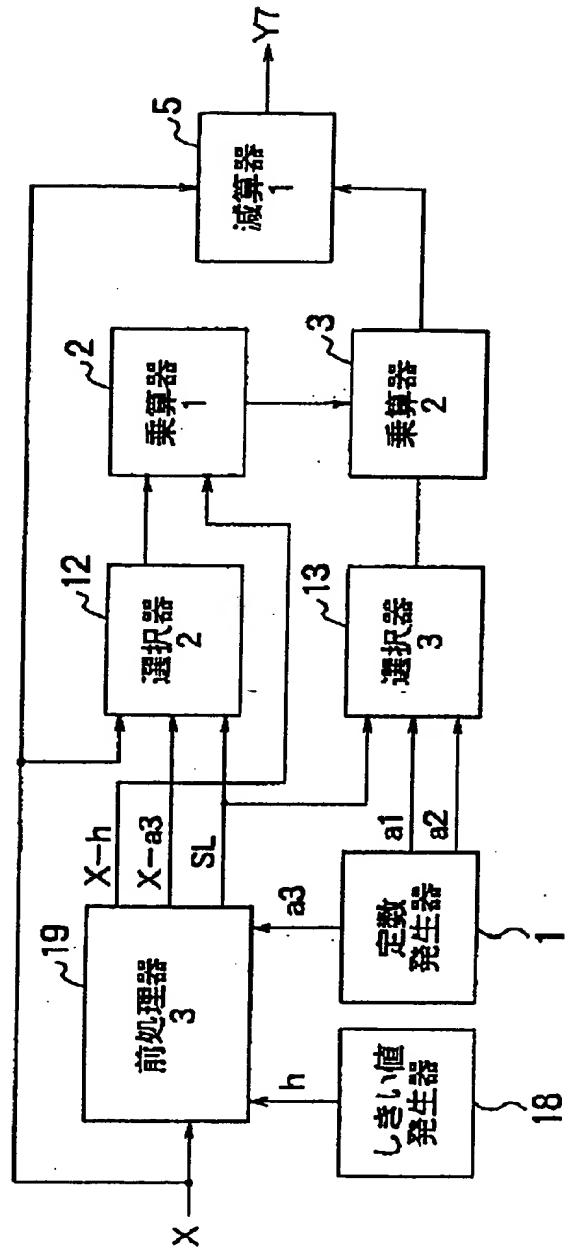 X
19
前処理器
3
X-h
X-a3
SL
h
a3
しきい値
発生器
18
定数
発生器
1
a1
a2
12
選択器
2
13
選択器
3
2
乗算器
1
3
乗算器
2
5
減算器
1
Y7